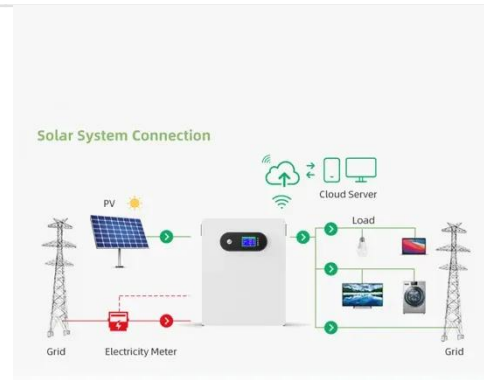 Solar System Connection
Cloud Server
PV
Load
Grid
Electricity Meter
Grid